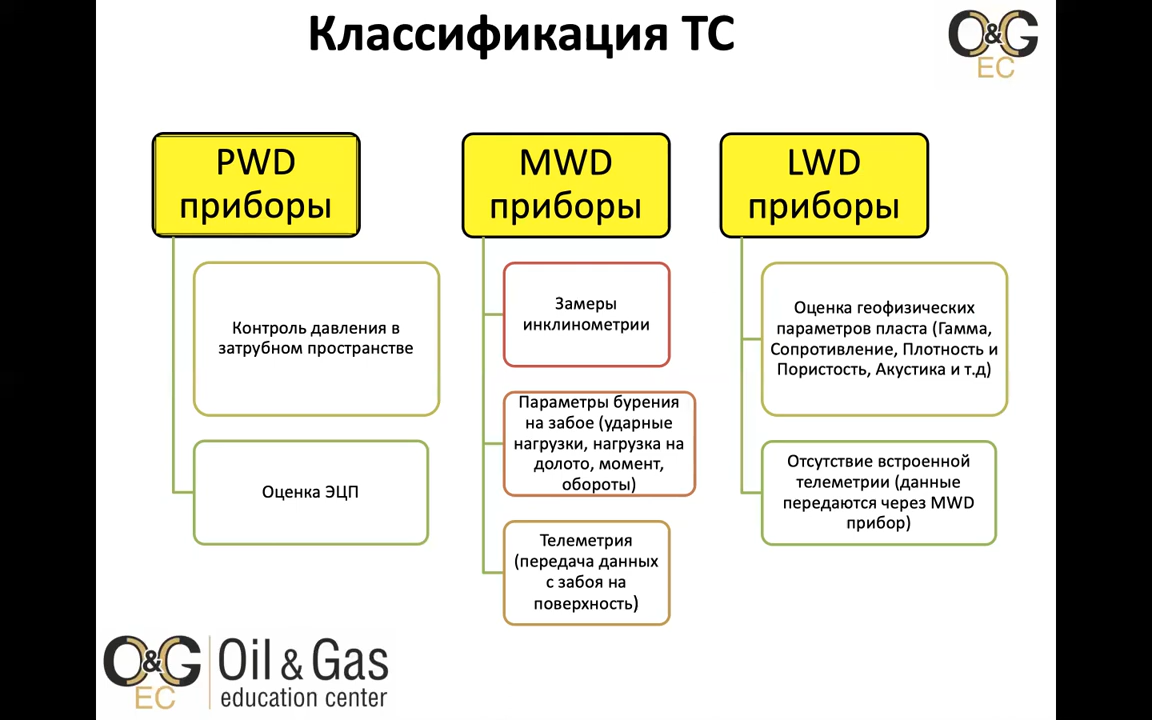 Классификация ТС
O&G
EC
PWD
приборы
Контроль давления в
затрубном пространстве
Оценка ЭЦП
MWD
приборы
Замеры
инклинометрии
Параметры бурения
на забое (ударные
нагрузки, нагрузка на
долото, момент,
обороты)
Телеметрия
(передача данных
с забоя на
поверхность)
LWD
приборы
Оценка геофизических
параметров пласта (Гамма,
Сопротивление, Плотность и
Пористость, Акустика и т.д)
Отсутствие встроенной
телеметрии (данные
передаются через MWD
прибор)
O&G
EC
Oil & Gas
education center